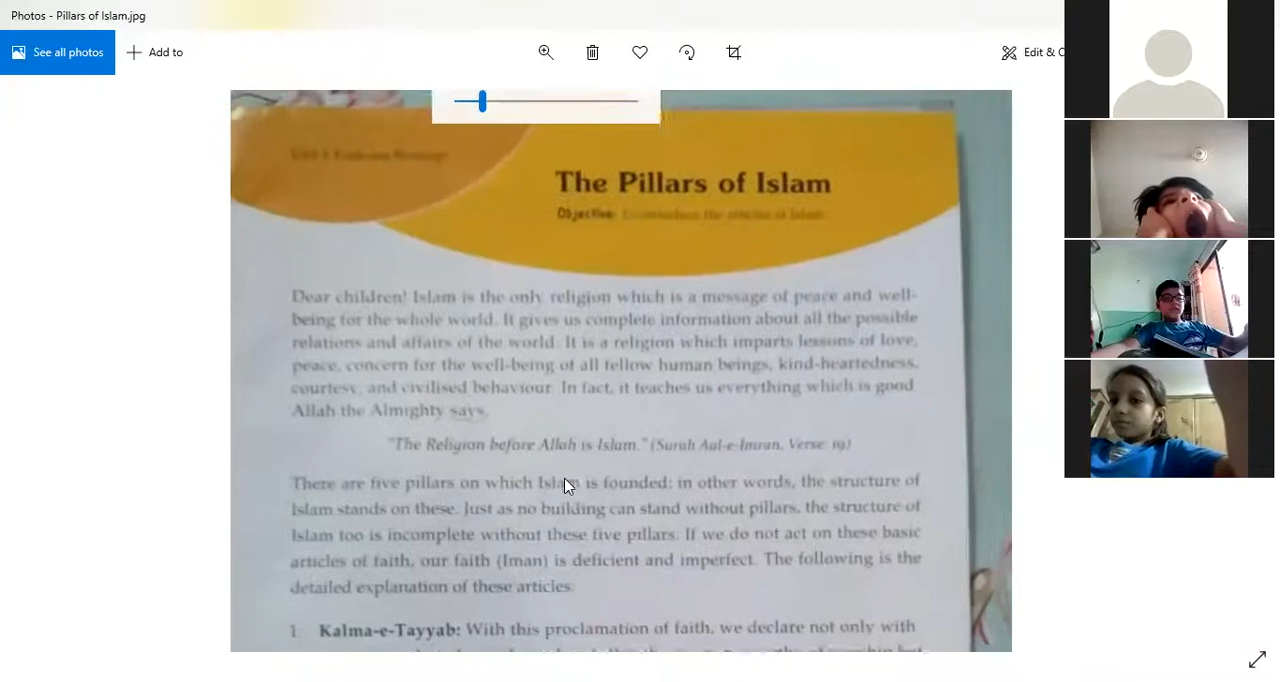 Photos - Pillars of Islam.jpg
See all photos
Add to
Edit & C
The Pillars of Islam
Objective:
Dear children! Islam is the only religion which is a message of peace and well-
being for the whole world. It gives us complete information about all the possible
relations and affairs of the world. It is a religion which imparts lessons of love,
peace, concern for the well-being of all fellow human beings, kind-heartedness,
courtesy, and civilised behaviour. In fact, it teaches us everything which is good
Allah the Almighty says,
"The Religion before Allah is Islam." (Surah Aal-e-Imran, Verse: 19)
There are five pillars on which Islam is founded; in other words, the structure of
Islam stands on these. Just as no building can stand without pillars, the structure of
Islam too is incomplete without these five pillars. If we do not act on these basic
articles of faith, our faith (Iman) is deficient and imperfect. The following is the
detailed explanation of these articles:
1 Kalma-e-Tayyab: With this proclamation of faith, we declare not only with